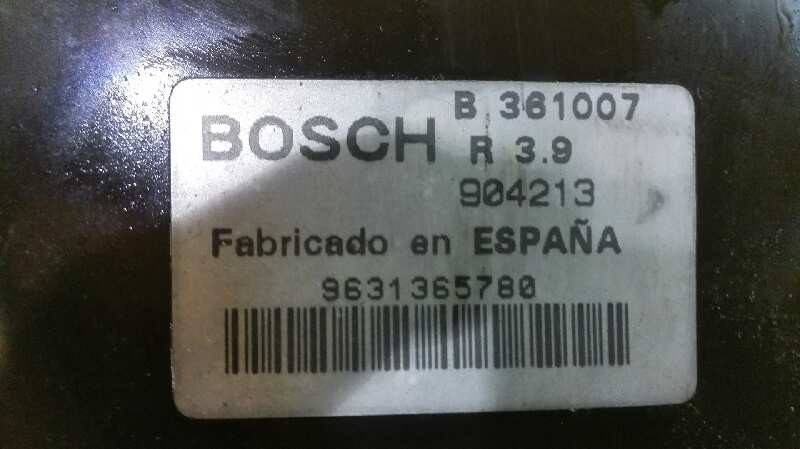 BOSCH B 361007
R 3.9
904213
Fabricado en ESPAÑA
9631365780